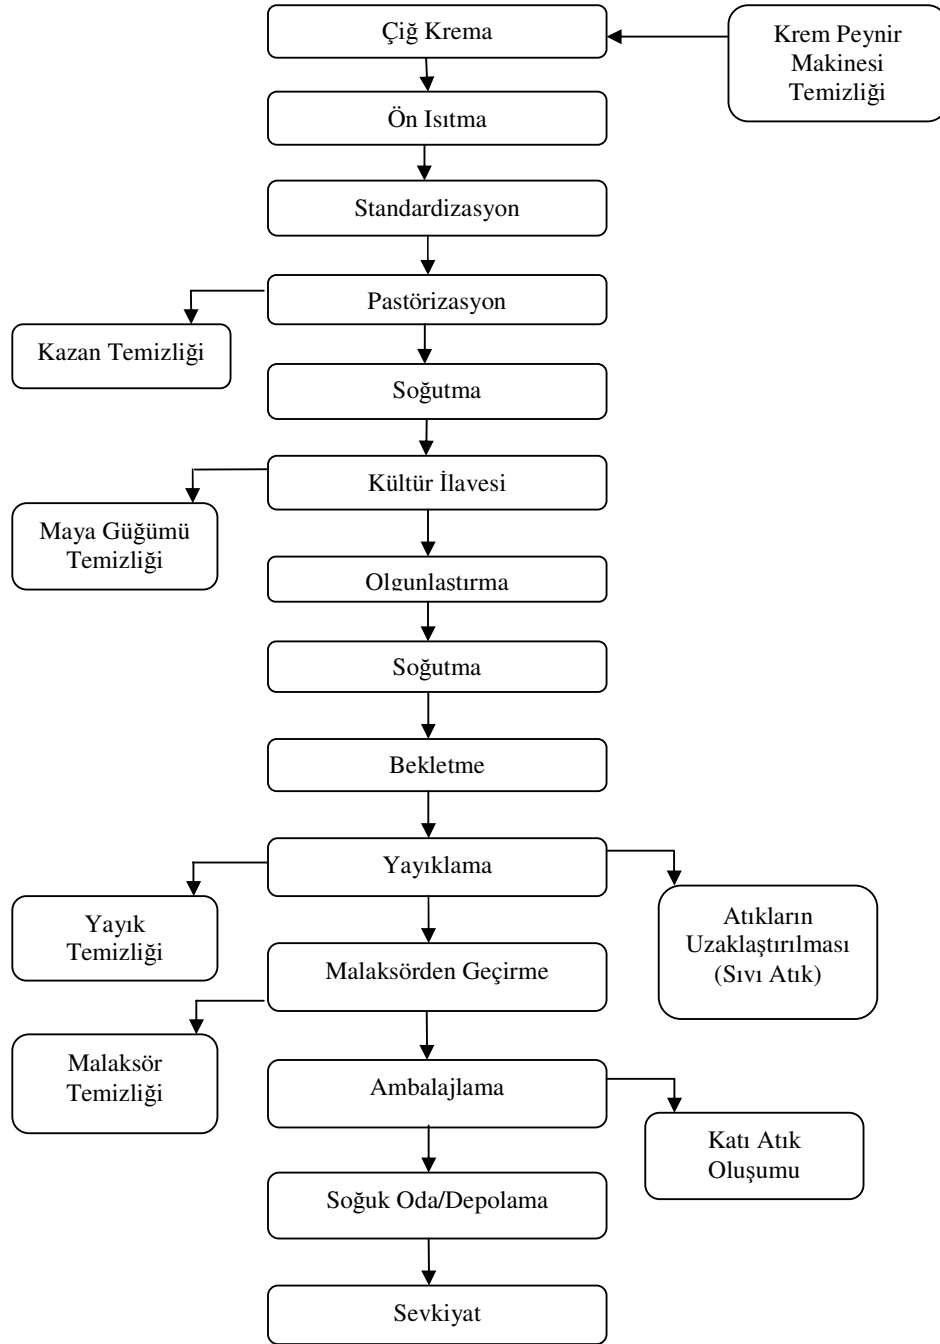 Çiğ Krema
Krem Peynir
Makinesi
Temizliği
Ön Isıtma
Standardizasyon
Pastörizasyon
Kazan Temizliği
Soğutma
Kültür İlavesi
Maya Güğümü
Temizliği
Olgunlaştırma
Soğutma
Bekletme
Yayıklama
Yayık
Temizliği
Atıkların
Uzaklaştırılması
(Sıvı Atık)
Malaksörden Geçirme
Malaksör
Temizliği
Ambalajlama
Katı Atık
Oluşumu
Soğuk Oda/Depolama
Sevkiyat